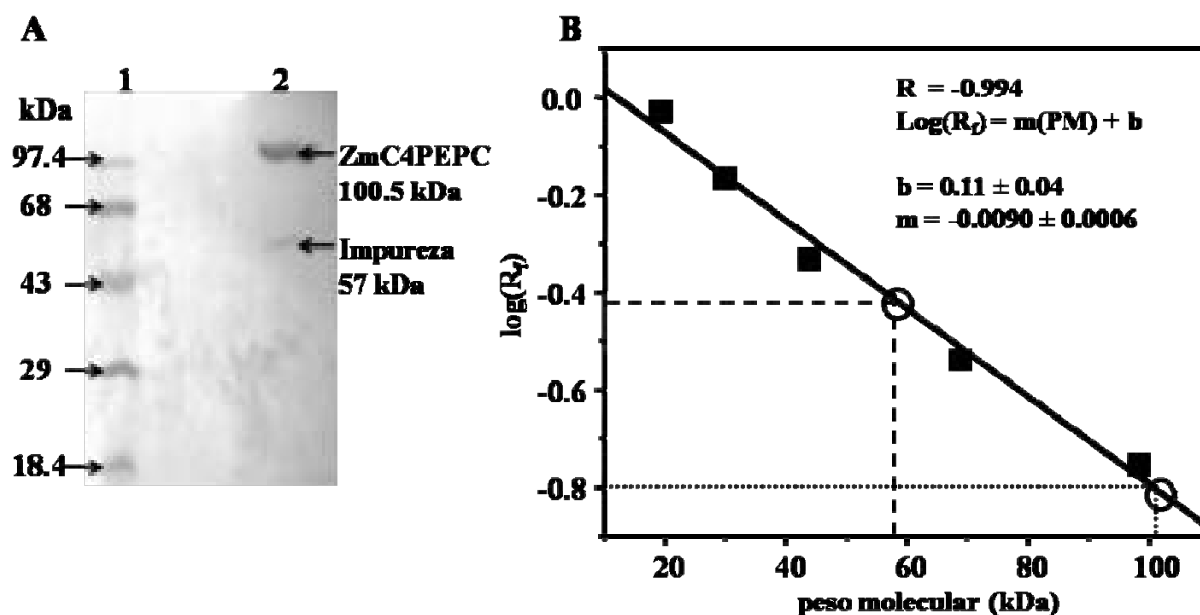 A
1 2
kDa
97.4
68
43
29
18.4
ZmC4PEPC
100.5 kDa
Impureza
57 kDa
B
R = -0.994
Log(Rf)= m(PM) + b
b = 0.11 ± 0.04
m = -0.0090 ± 0.0006
log(Rf)
0.0
-0.2
-0.4
-0.6
-0.8
20 40 60 80 100
peso molecular (kDa)